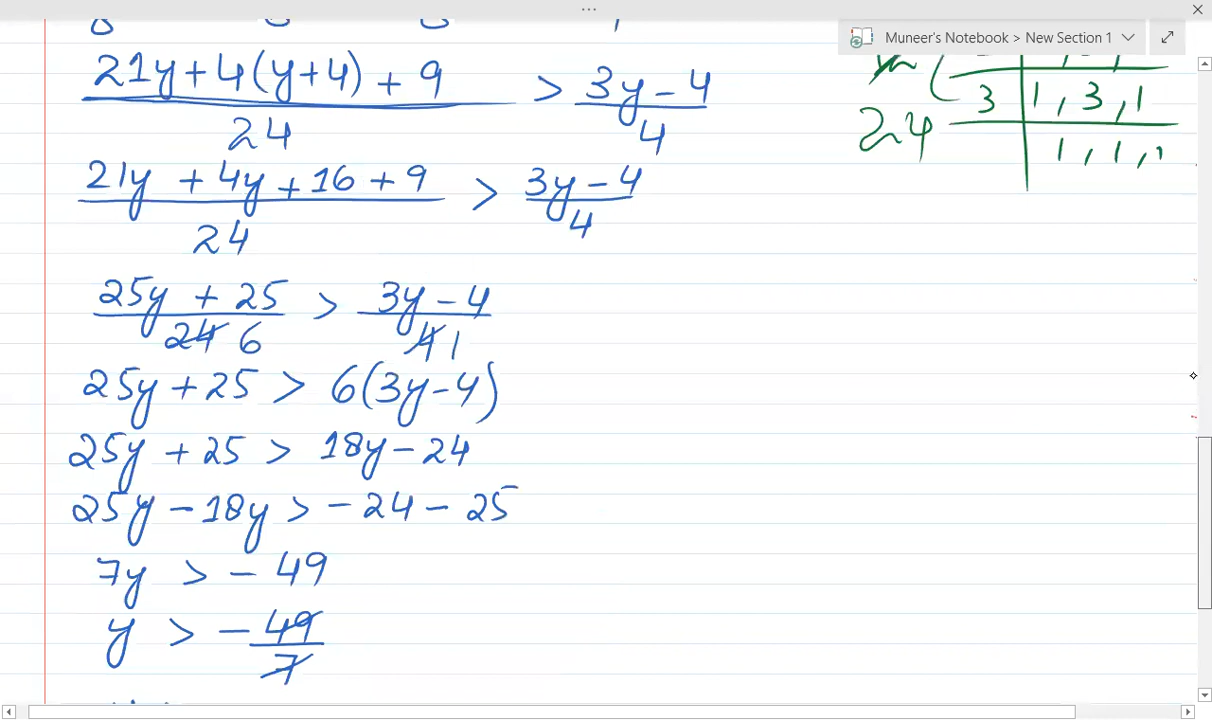 Muneer's Notebook > New Section 1
21y+4(y+4)+9 / 24 > 3y-4 / 4
3 | 1, 3, 1
24 | 1, 1,
21y + 4y + 16 + 9 / 24 > 3y-4 / 4
25y + 25 / 24 6 > 3y-4 / 4 1
25y + 25 > 6(3y-4)
25y + 25 > 18y - 24
25y - 18y > - 24 - 25
7y > - 49
y > - 49 / 7